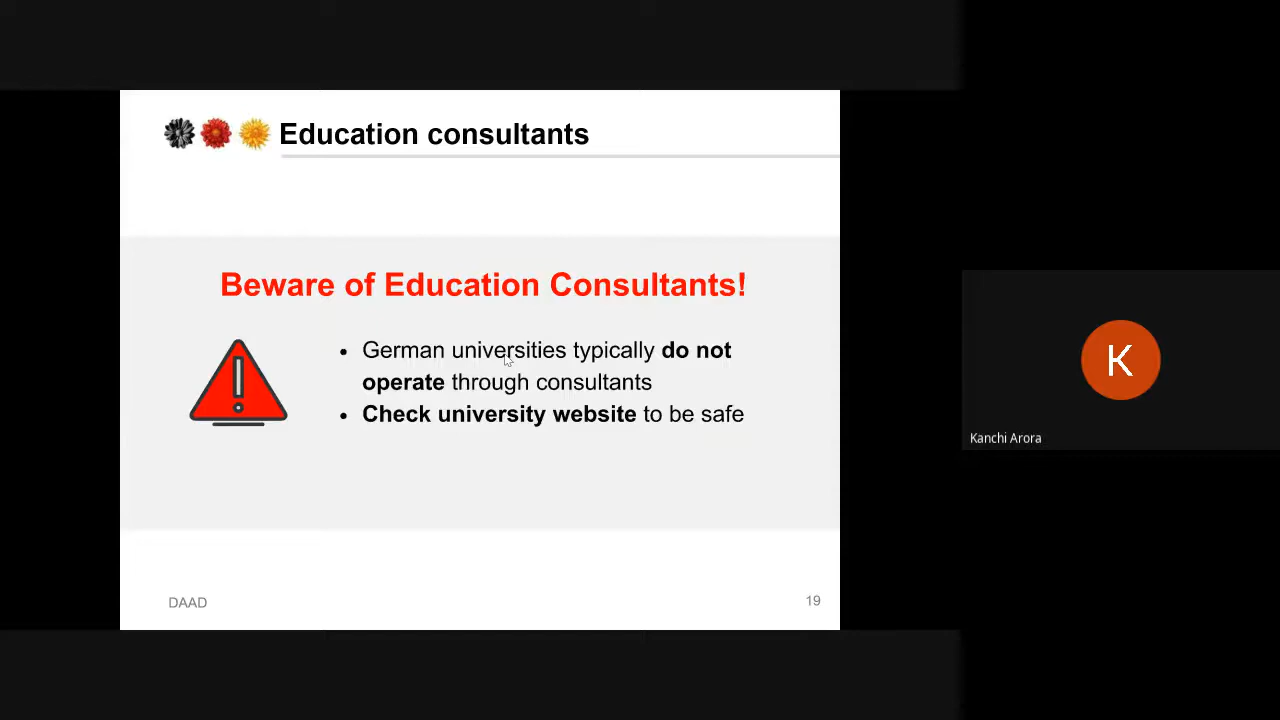 Education consultants
Beware of Education Consultants!
• German universities typically do not
operate through consultants
• Check university website to be safe
DAAD
19
K
Kanchi Arora